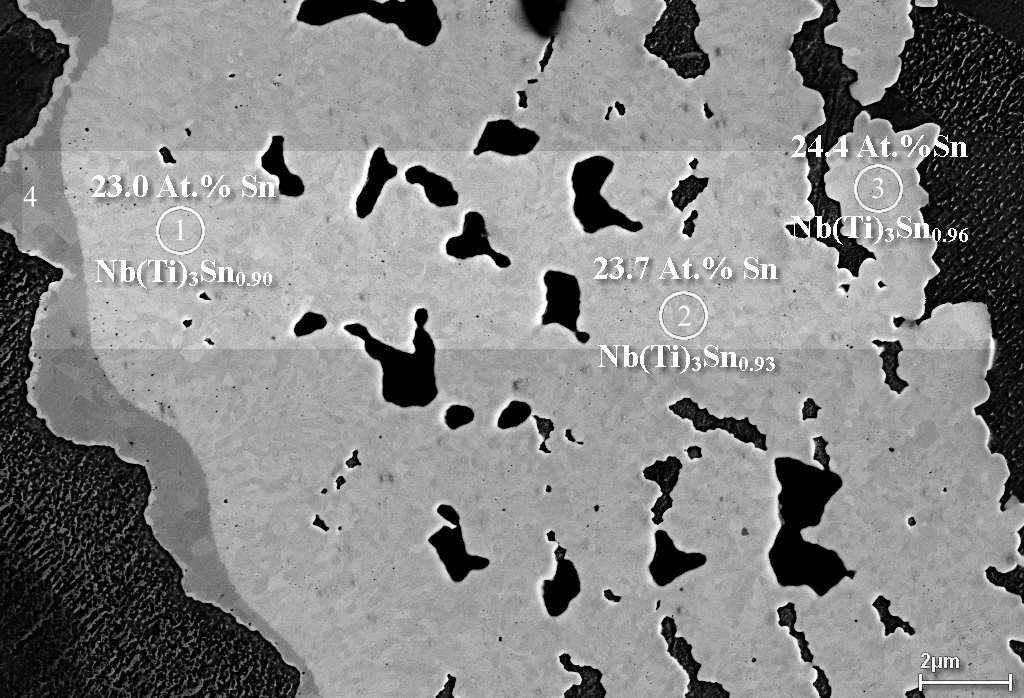 24.4 At.%Sn
4
23.0 At.% Sn
3
1
Nb(Ti)₃Sn₀.₉₆
Nb(Ti)₃Sn₀.₉₀
23.7 At.% Sn
2
Nb(Ti)₃Sn₀.₉₃
2µm